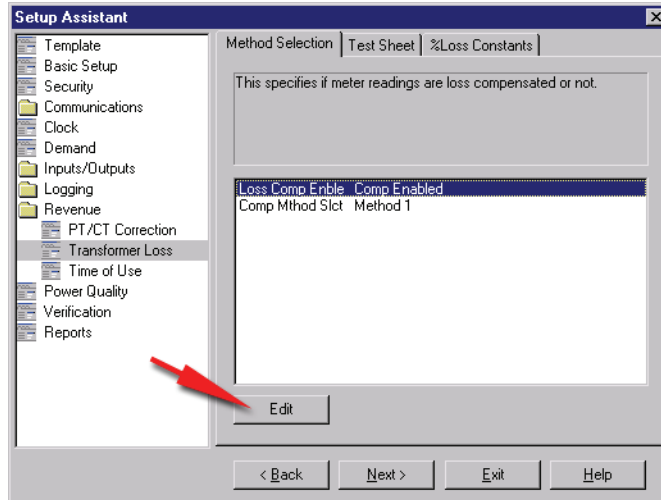 Setup Assistant
Template
Basic Setup
Security
Communications
Clock
Demand
Inputs/Outputs
Logging
Revenue
PT/CT Correction
Transformer Loss
Time of Use
Power Quality
Verification
Reports
Method Selection Test Sheet %Loss Constants
This specifies if meter readings are loss compensated or not.
Loss Comp Enble Comp Enabled
Comp Mthod Slct Method 1
Edit
< Back Next > Exit Help